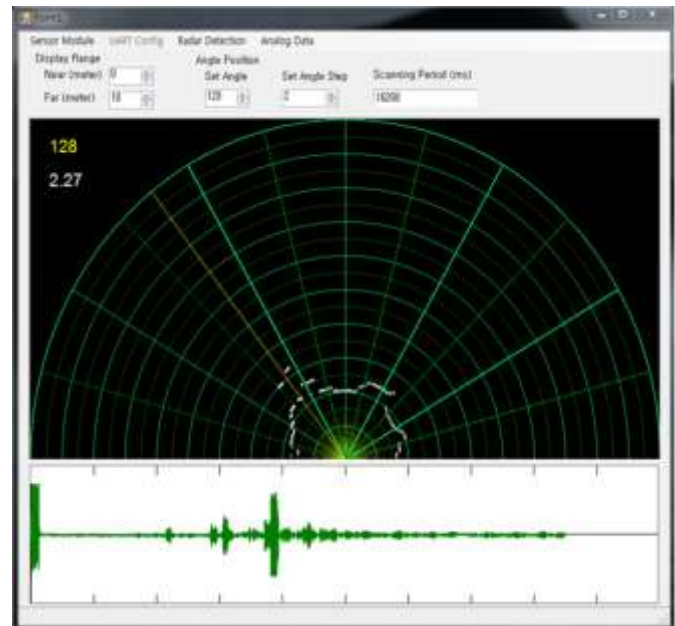 Form1
Sensor Module UART Config Radar Detection Analog Data
Display Range Angle Position
Near (meter) 0 Set Angle Set Angle Step Scanning Period (ms)
Far (meter) 10 128 2
128
2.27